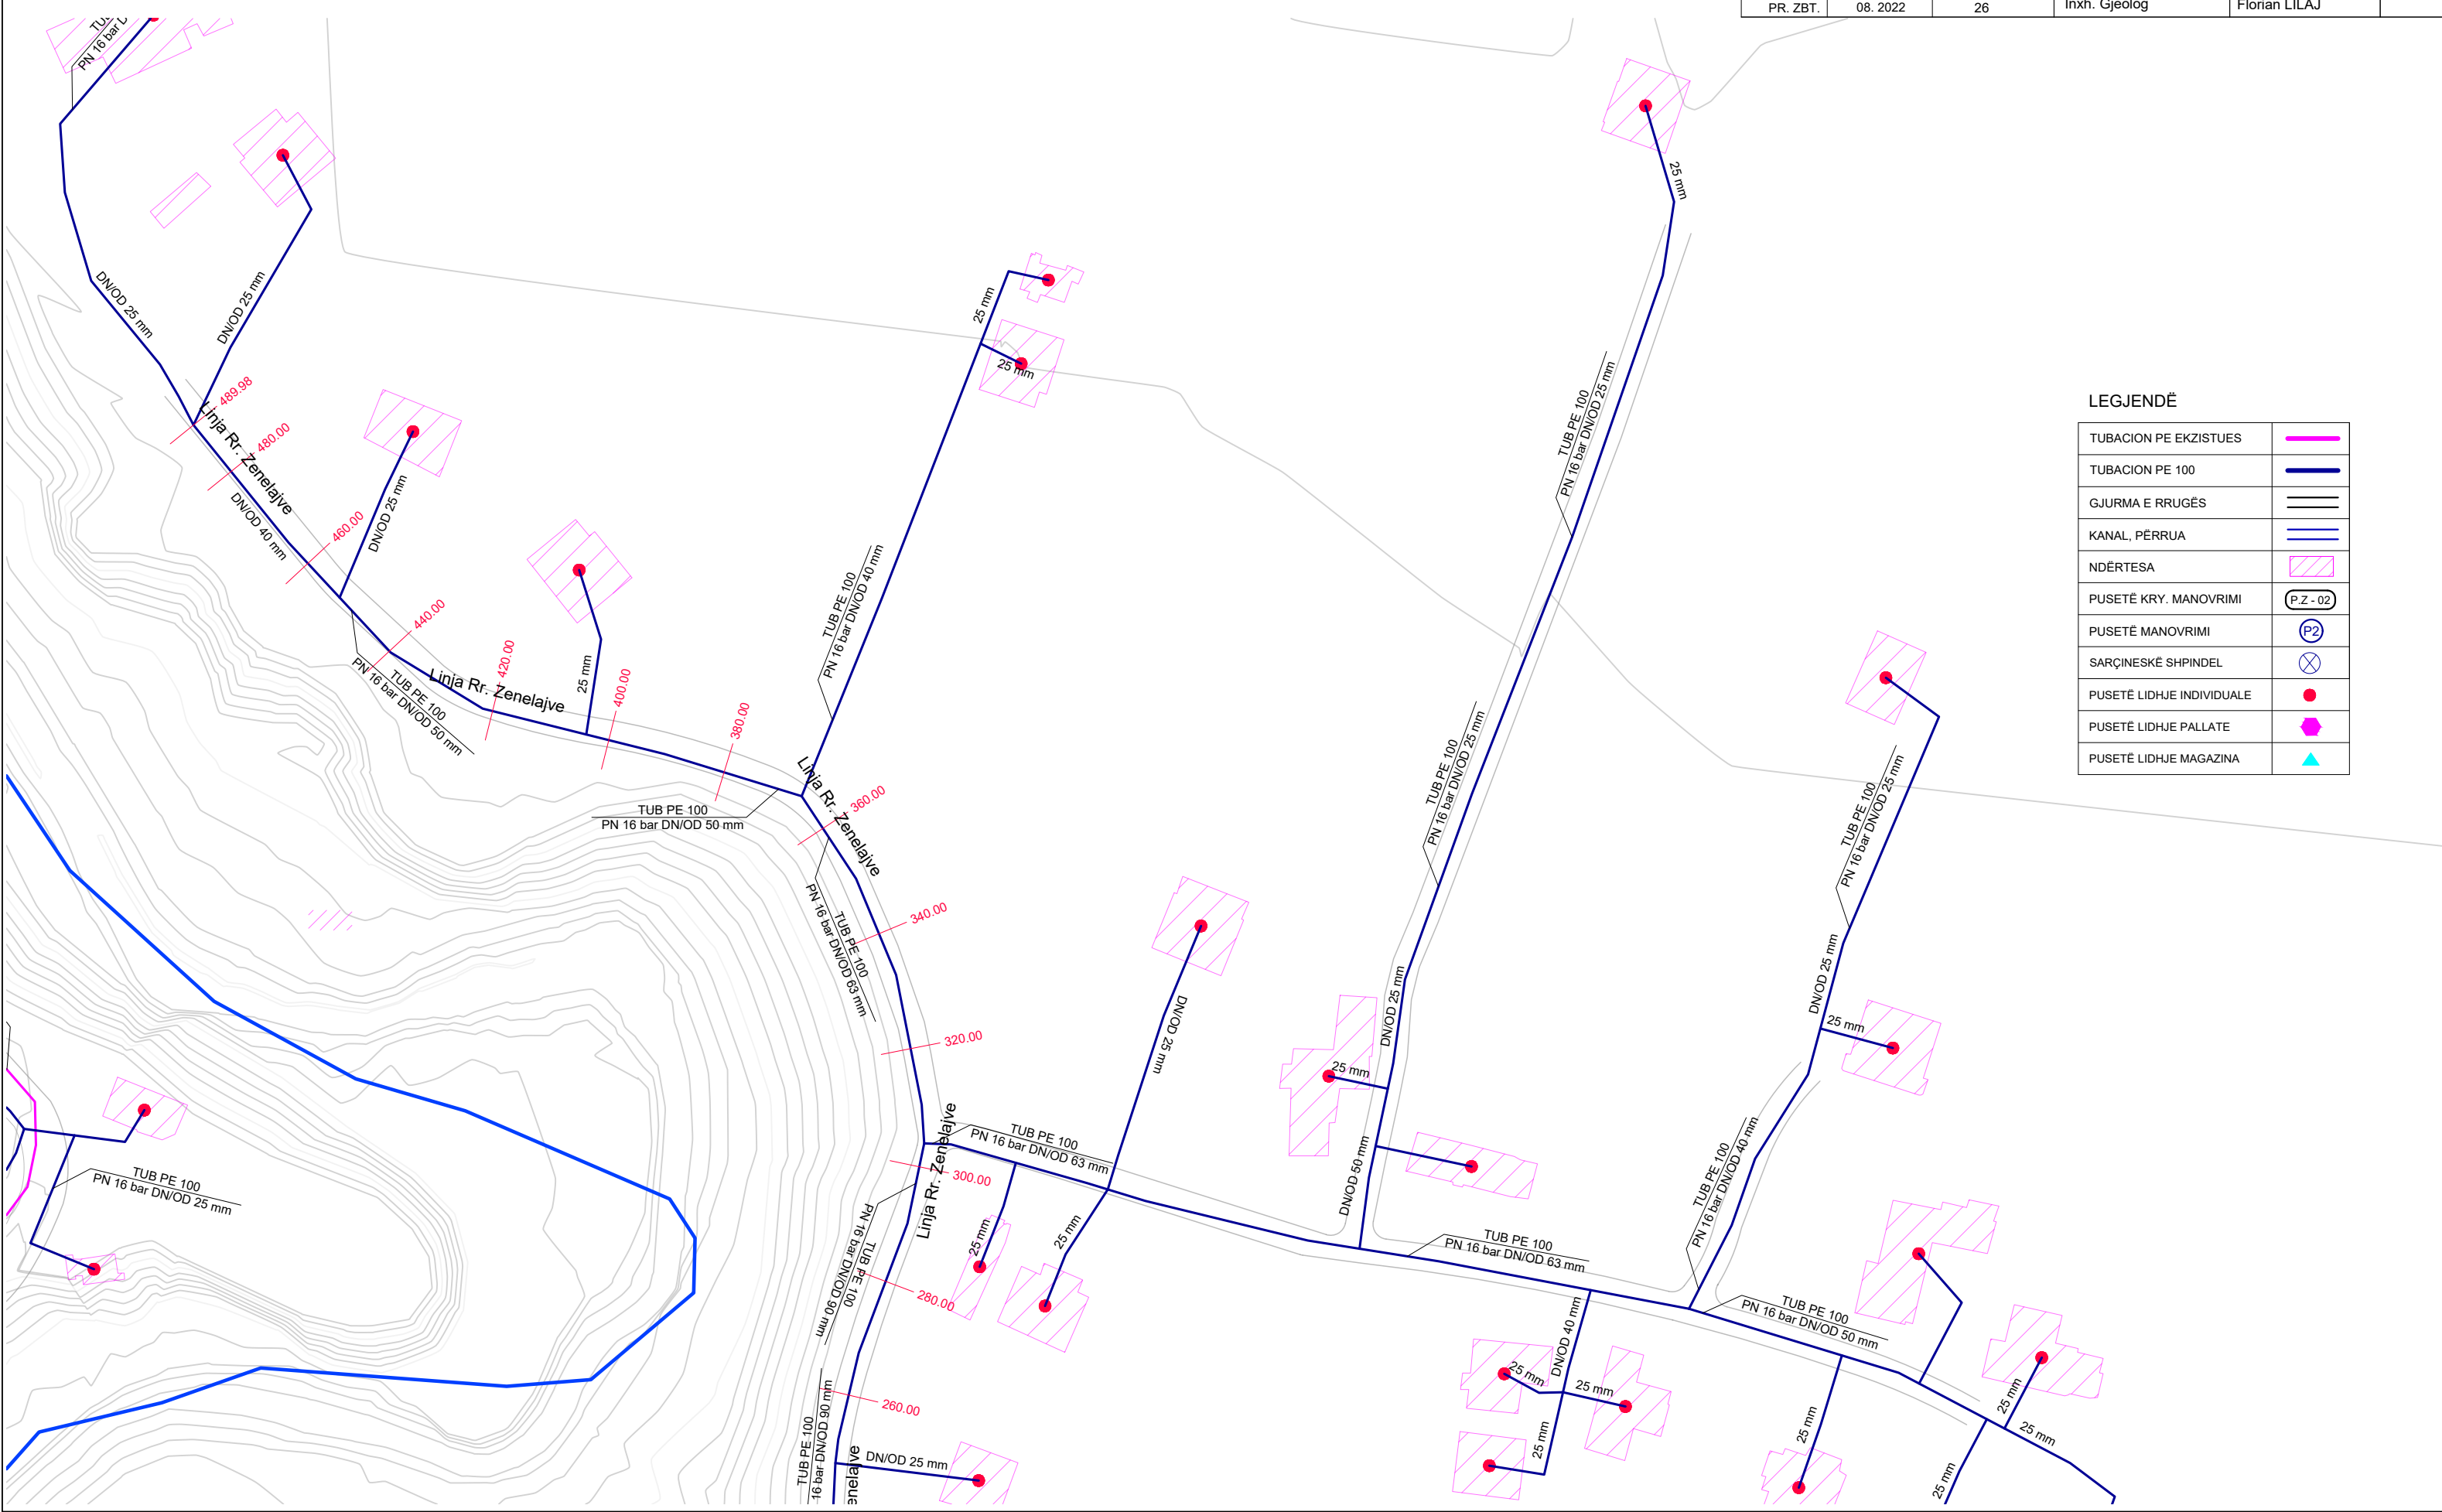 PR. ZBT.
08. 2022
26
Inxh. Gjeolog
Florian LILAJ
PN 16 bar D
25 mm
DN/OD 25 mm
DN/OD 25 mm
25 mm
25 mm
489.98
Linja Rr. Zenelajve
480.00
DN/OD 40 mm
DN/OD 25 mm
460.00
440.00
TUB PE 100
PN 16 bar DN/OD 50 mm
420.00
Linja Rr. Zenelajve
25 mm
400.00
380.00
TUB PE 100
PN 16 bar DN/OD 40 mm
TUB PE 100
PN 16 bar DN/OD 25 mm
LEGJENDË
TUBACION PE EKZISTUES
TUBACION PE 100
GJURMA E RRUGËS
KANAL, PËRRUA
NDËRTESA
PUSETË KRY. MANOVRIMI
P.Z - 02
PUSETË MANOVRIMI
P2
SARÇINESKË SHPINDEL
PUSETË LIDHJE INDIVIDUALE
PUSETË LIDHJE PALLATE
PUSETË LIDHJE MAGAZINA
TUB PE 100
PN 16 bar DN/OD 50 mm
Linja Rr. Zenelajve
360.00
TUB PE 100
PN 16 bar DN/OD 63 mm
340.00
320.00
TUB PE 100
PN 16 bar DN/OD 25 mm
TUB PE 100
PN 16 bar DN/OD 25 mm
DN/OD 25 mm
25 mm
DN/OD 25 mm
DN/OD 25 mm
25 mm
TUB PE 100
PN 16 bar DN/OD 25 mm
Linja Rr. Zenelajve
TUB PE 100
PN 16 bar DN/OD 63 mm
300.00
25 mm
25 mm
DN/OD 50 mm
TUB PE 100
PN 16 bar DN/OD 40 mm
TUB PE 100
PN 16 bar DN/OD 63 mm
TUB PE 100
PN 16 bar DN/OD 90 mm
280.00
TUB PE 100
PN 16 bar DN/OD 50 mm
DN/OD 40 mm
25 mm
25 mm
25 mm
260.00
TUB PE 100
16 bar DN/OD 90 mm
enelajve
DN/OD 25 mm
25 mm
25 mm
25 mm
25 mm